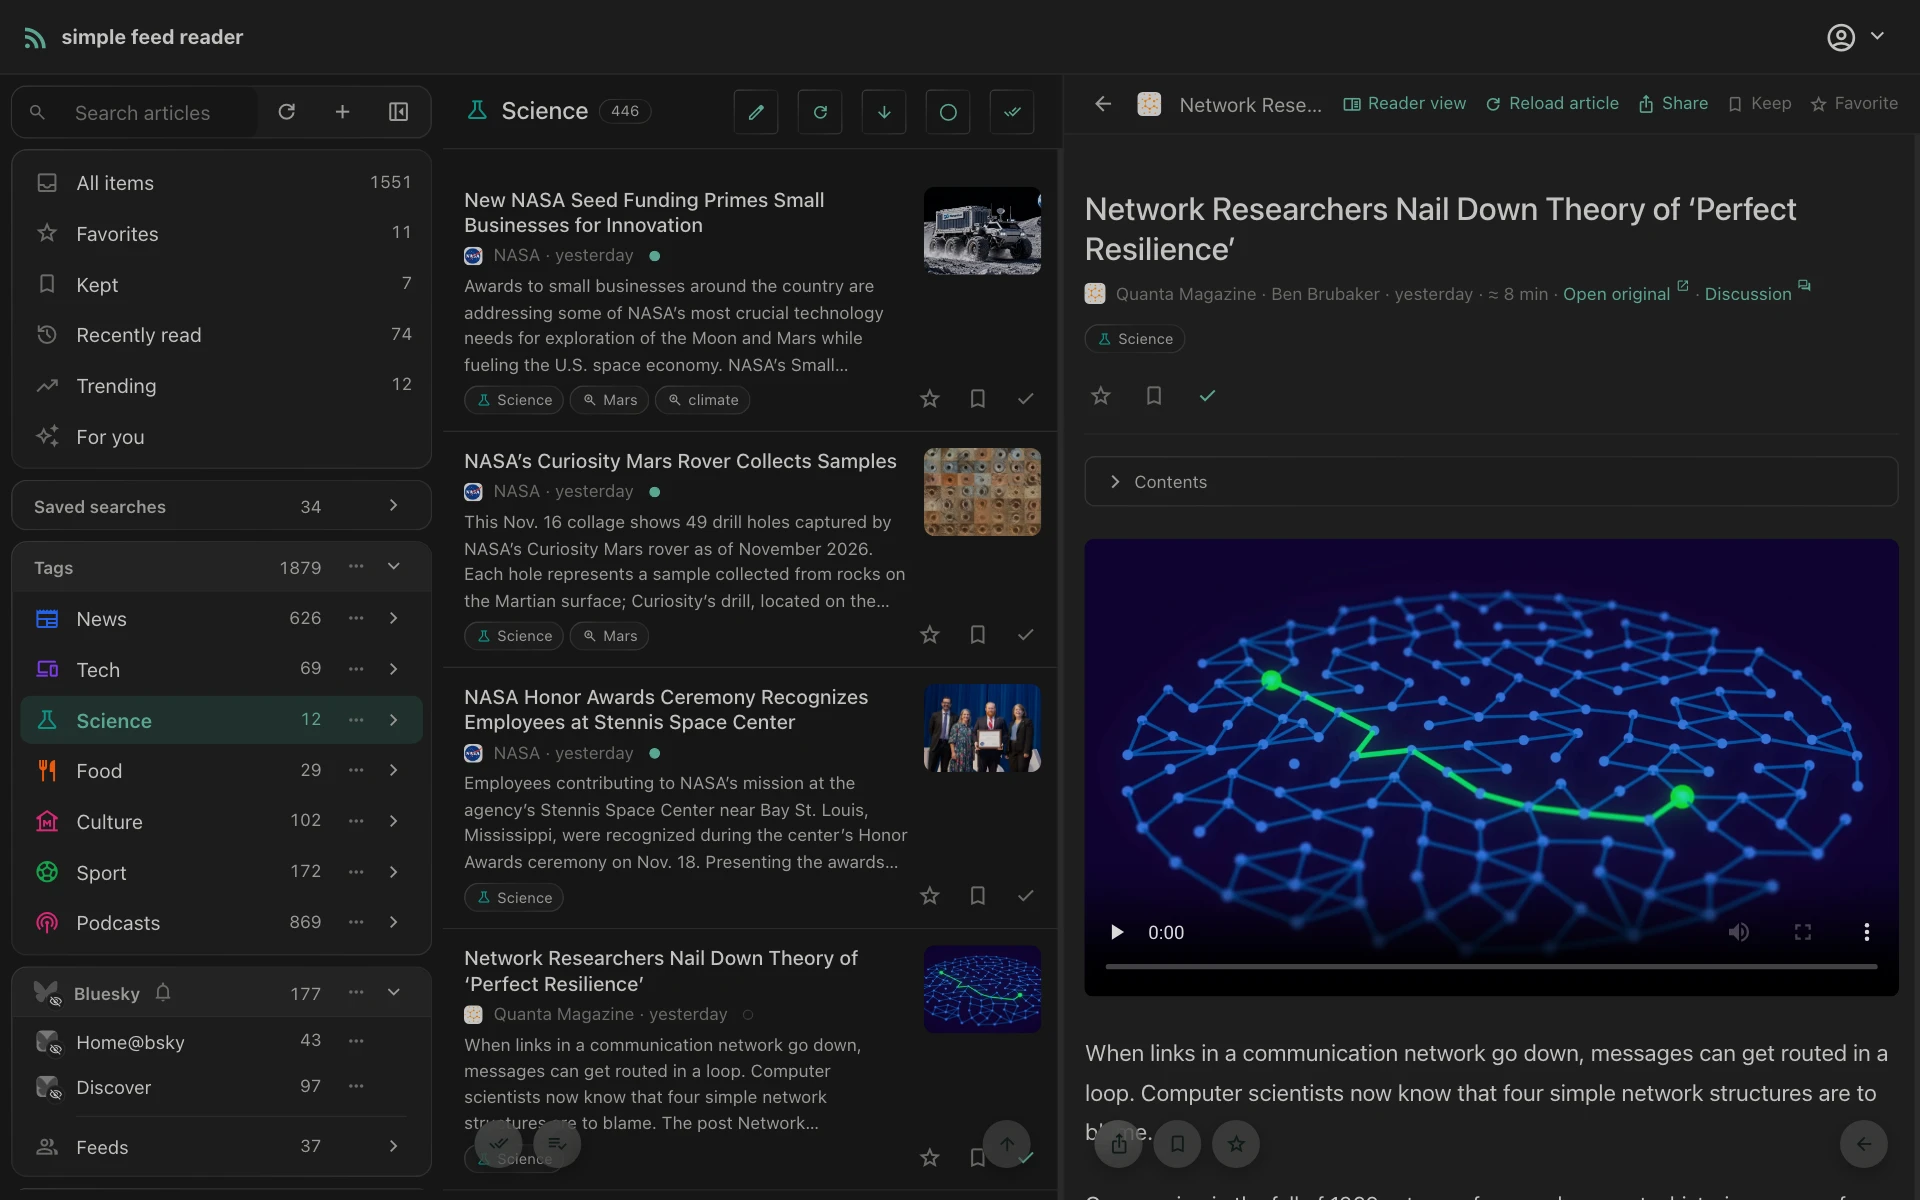 simple feed reader
Search articles
All items 1551
Favorites 11
Kept 7
Recently read 74
Trending 12
For you
Saved searches 34
Tags 1879
News 626
Tech 69
Science 12
Food 29
Culture 102
Sport 172
Podcasts 869
Bluesky 177
Home@bsky 43
Discover 97
Feeds 37
Science 446
New NASA Seed Funding Primes Small
Businesses for Innovation
NASA · yesterday
Awards to small businesses around the country are
addressing some of NASA's most crucial technology
needs for exploration of the Moon and Mars while
fueling the U.S. space economy. NASA's Small...
Science Mars climate
NASA's Curiosity Mars Rover Collects Samples
NASA · yesterday
This Nov. 16 collage shows 49 drill holes captured by
NASA's Curiosity Mars rover as of November 2026.
Each hole represents a sample collected from rocks on
the Martian surface; Curiosity's drill, located on the...
Science Mars
NASA Honor Awards Ceremony Recognizes
Employees at Stennis Space Center
NASA · yesterday
Employees contributing to NASA's mission at the
agency's Stennis Space Center near Bay St. Louis,
Mississippi, were recognized during the center's Honor
Awards ceremony on Nov. 18. Presenting the awards...
Science
Network Researchers Nail Down Theory of
‘Perfect Resilience’
Quanta Magazine · yesterday
When links in a communication network go down,
messages can get routed in a loop. Computer
scientists now know that four simple network
structures are to blame. The post Network...
Science
Network Rese... Reader view Reload article Share Keep Favorite
Network Researchers Nail Down Theory of ‘Perfect
Resilience’
Quanta Magazine · Ben Brubaker · yesterday · ≈ 8 min · Open original · Discussion
Science
Contents
0:00
When links in a communication network go down, messages can get routed in a
loop. Computer scientists now know that four simple network structures are to
blame.